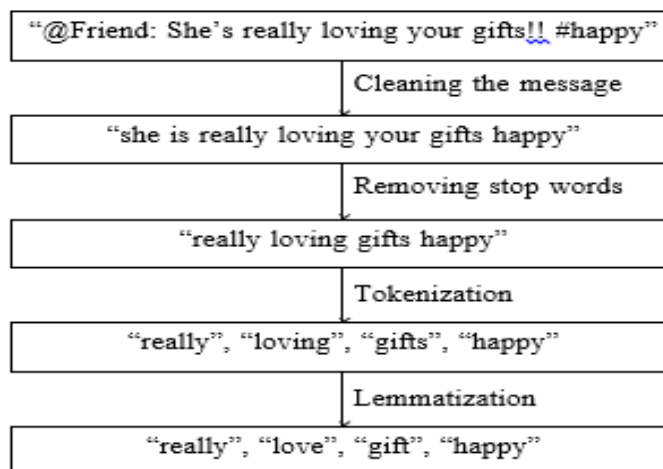 “@Friend: She’s really loving your gifts!! #happy”
Cleaning the message
“she is really loving your gifts happy”
Removing stop words
“really loving gifts happy”
Tokenization
“really”, “loving”, “gifts”, “happy”
Lemmatization
“really”, “love”, “gift”, “happy”